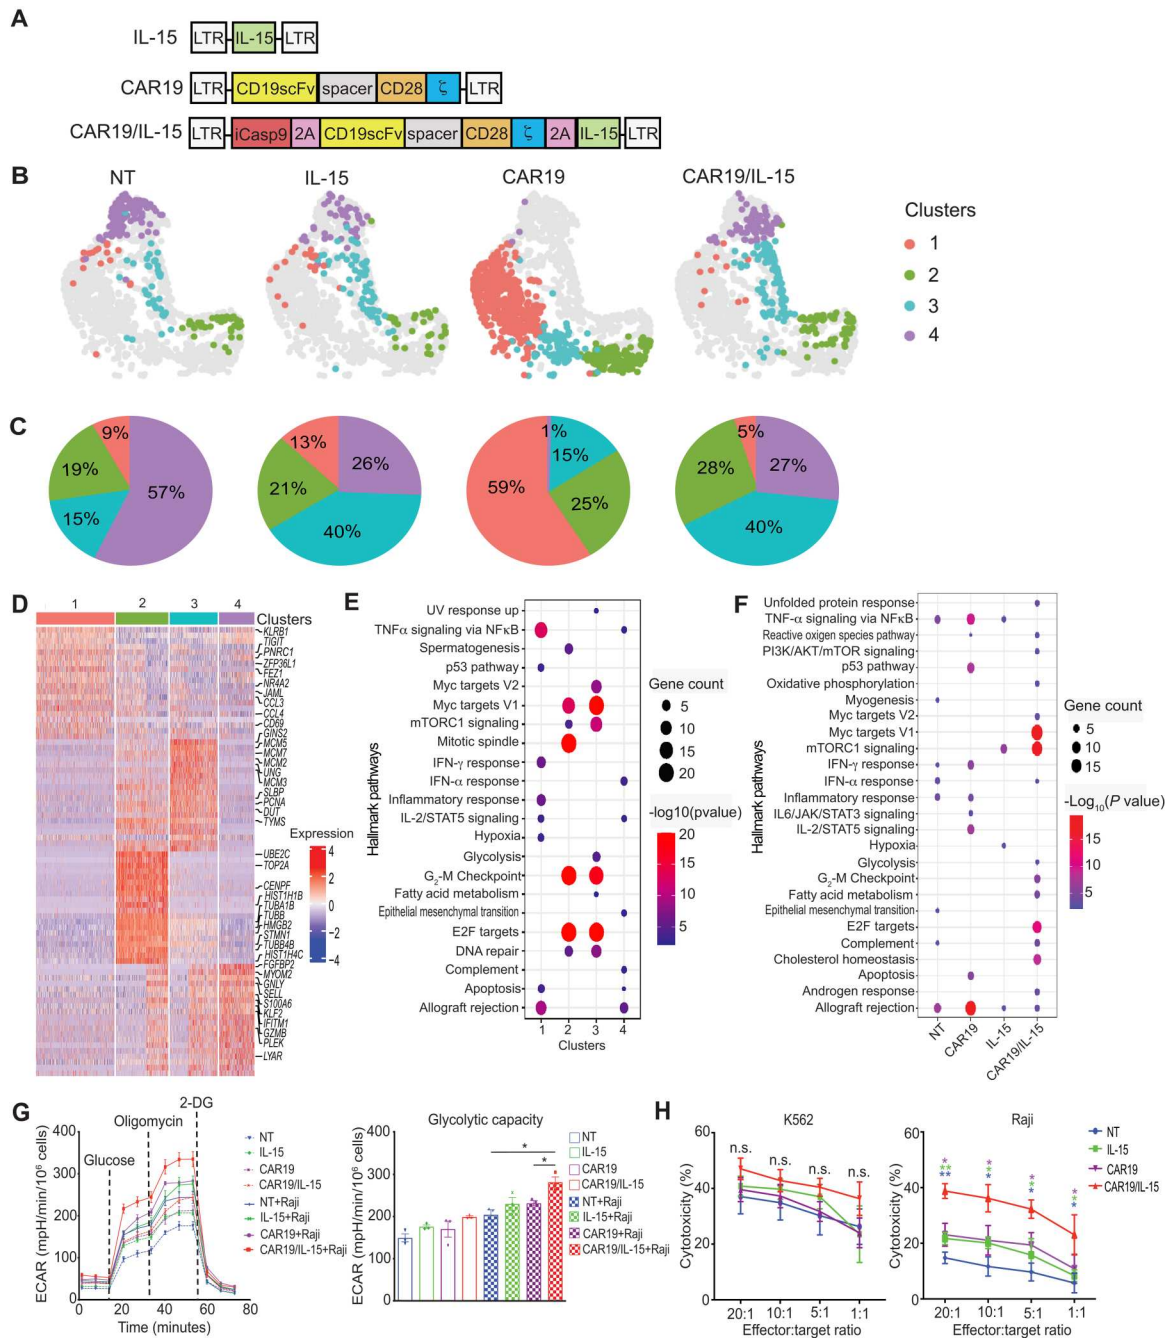 A
IL-15 LTR IL-15 LTR
CAR19 LTR CD19scFv spacer CD28 ζ LTR
CAR19/IL-15 LTR iCasp9 2A CD19scFv spacer CD28 ζ 2A IL-15 LTR
B
NT IL-15 CAR19 CAR19/IL-15
Clusters
1
2
3
4
C
9% 19% 15% 57%
13% 26% 21% 40%
1% 15% 59% 25%
5% 27% 28% 40%
D
1 2 3 4 Clusters
KLRB1
TIGIT
PNRC1
ZFP36L1
FEZ1
NR4A2
JAML
CCL3
CCL4
CD69
GINS2
MCM5
MCM7
MCM2
UNG
MCM3
SLBP
PCNA
DUT
TYMS
UBE2C
TOP2A
CENPF
HIST1H1B
TUBA1B
TUBB
HMGB2
STMN1
TUBB4B
HIST1H4C
FGFBP2
MYOM2
GNLY
SELL
S100A6
KLF2
IFITM1
GZMB
PLEK
LYAR
Expression
4
2
0
−2
−4
E
Hallmark pathways
UV response up
TNFα signaling via NFκB
Spermatogenesis
p53 pathway
Myc targets V2
Myc targets V1
mTORC1 signaling
Mitotic spindle
IFN-γ response
IFN-α response
Inflammatory response
IL-2/STAT5 signaling
Hypoxia
Glycolysis
G2-M Checkpoint
Fatty acid metabolism
Epithelial mesenchymal transition
E2F targets
DNA repair
Complement
Apoptosis
Allograft rejection
1 2 3 4
Clusters
Gene count
5
10
15
20
-log10(pvalue)
20
15
10
5
F
Hallmark pathways
Unfolded protein response
TNF-α signaling via NFκB
Reactive oxigen species pathway
PI3K/AKT/mTOR signaling
p53 pathway
Oxidative phosphorylation
Myogenesis
Myc targets V2
Myc targets V1
mTORC1 signaling
IFN-γ response
IFN-α response
Inflammatory response
IL6/JAK/STAT3 signaling
IL-2/STAT5 signaling
Hypoxia
Glycolysis
G2-M Checkpoint
Fatty acid metabolism
Epithelial mesenchymal transition
E2F targets
Complement
Cholesterol homeostasis
Apoptosis
Androgen response
Allograft rejection
NT CAR19 IL-15 CAR19/IL-15
Gene count
5
10
15
-Log10(P value)
15
10
5
G
2-DG
Oligomycin
Glucose
ECAR (mpH/min/10⁶ cells)
400
300
200
100
0
0 20 40 60 80
Time (minutes)
NT
IL-15
CAR19
CAR19/IL-15
NT+Raji
IL-15+Raji
CAR19+Raji
CAR19/IL-15+Raji
Glycolytic capacity
ECAR (mpH/min/10⁶ cells)
400
300
200
100
0
*
*
NT
IL-15
CAR19
CAR19/IL-15
NT+Raji
IL-15+Raji
CAR19+Raji
CAR19/IL-15+Raji
H
K562
Cytotoxicity (%)
60
40
20
0
n.s. n.s. n.s. n.s.
20:1 10:1 5:1 1:1
Effector:target ratio
Raji
Cytotoxicity (%)
60
40
20
0
* * * *
** ** ** *
** * * *
20:1 10:1 5:1 1:1
Effector:target ratio
NT
IL-15
CAR19
CAR19/IL-15